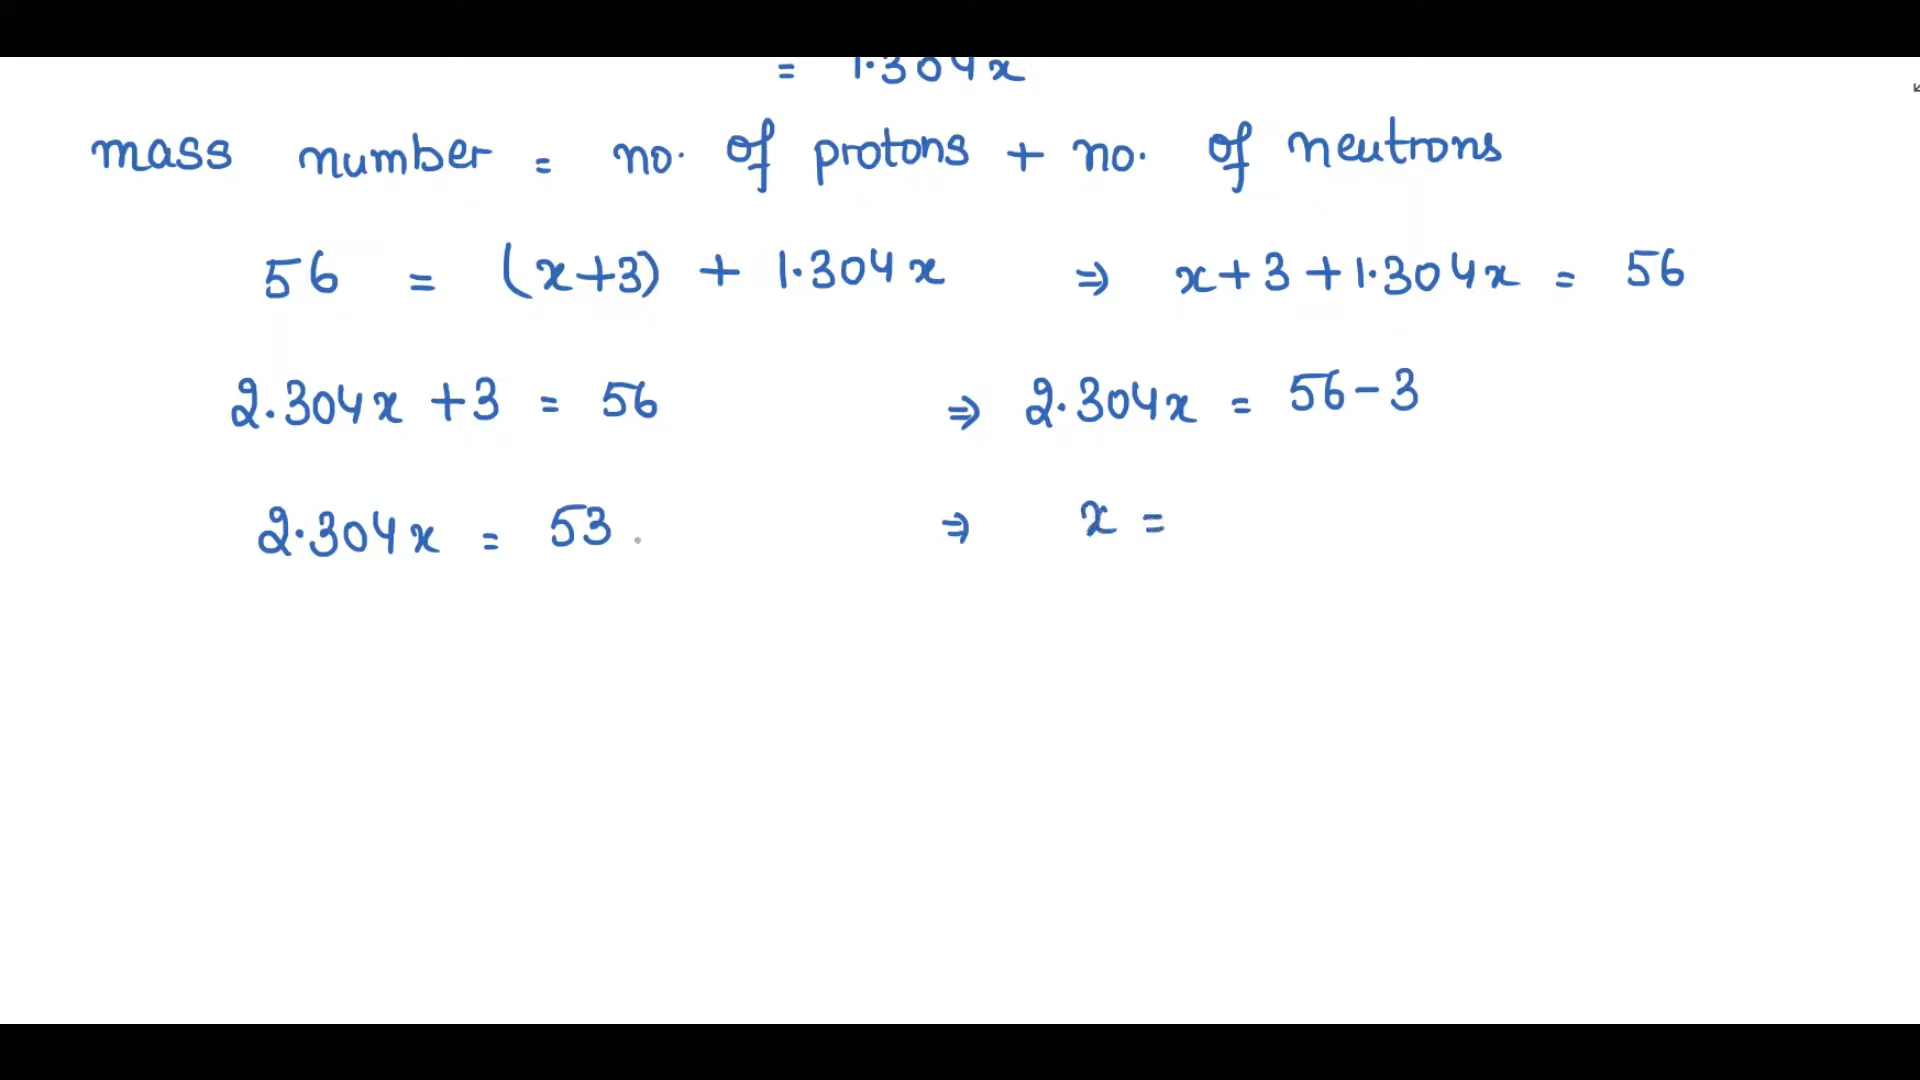 = 1.304x
mass number = no. of protons + no. of neutrons
56 = (x+3) + 1.304x ⇒ x+3+1.304x = 56
2.304x +3 = 56 ⇒ 2.304x = 56-3
2.304x = 53. ⇒ x =